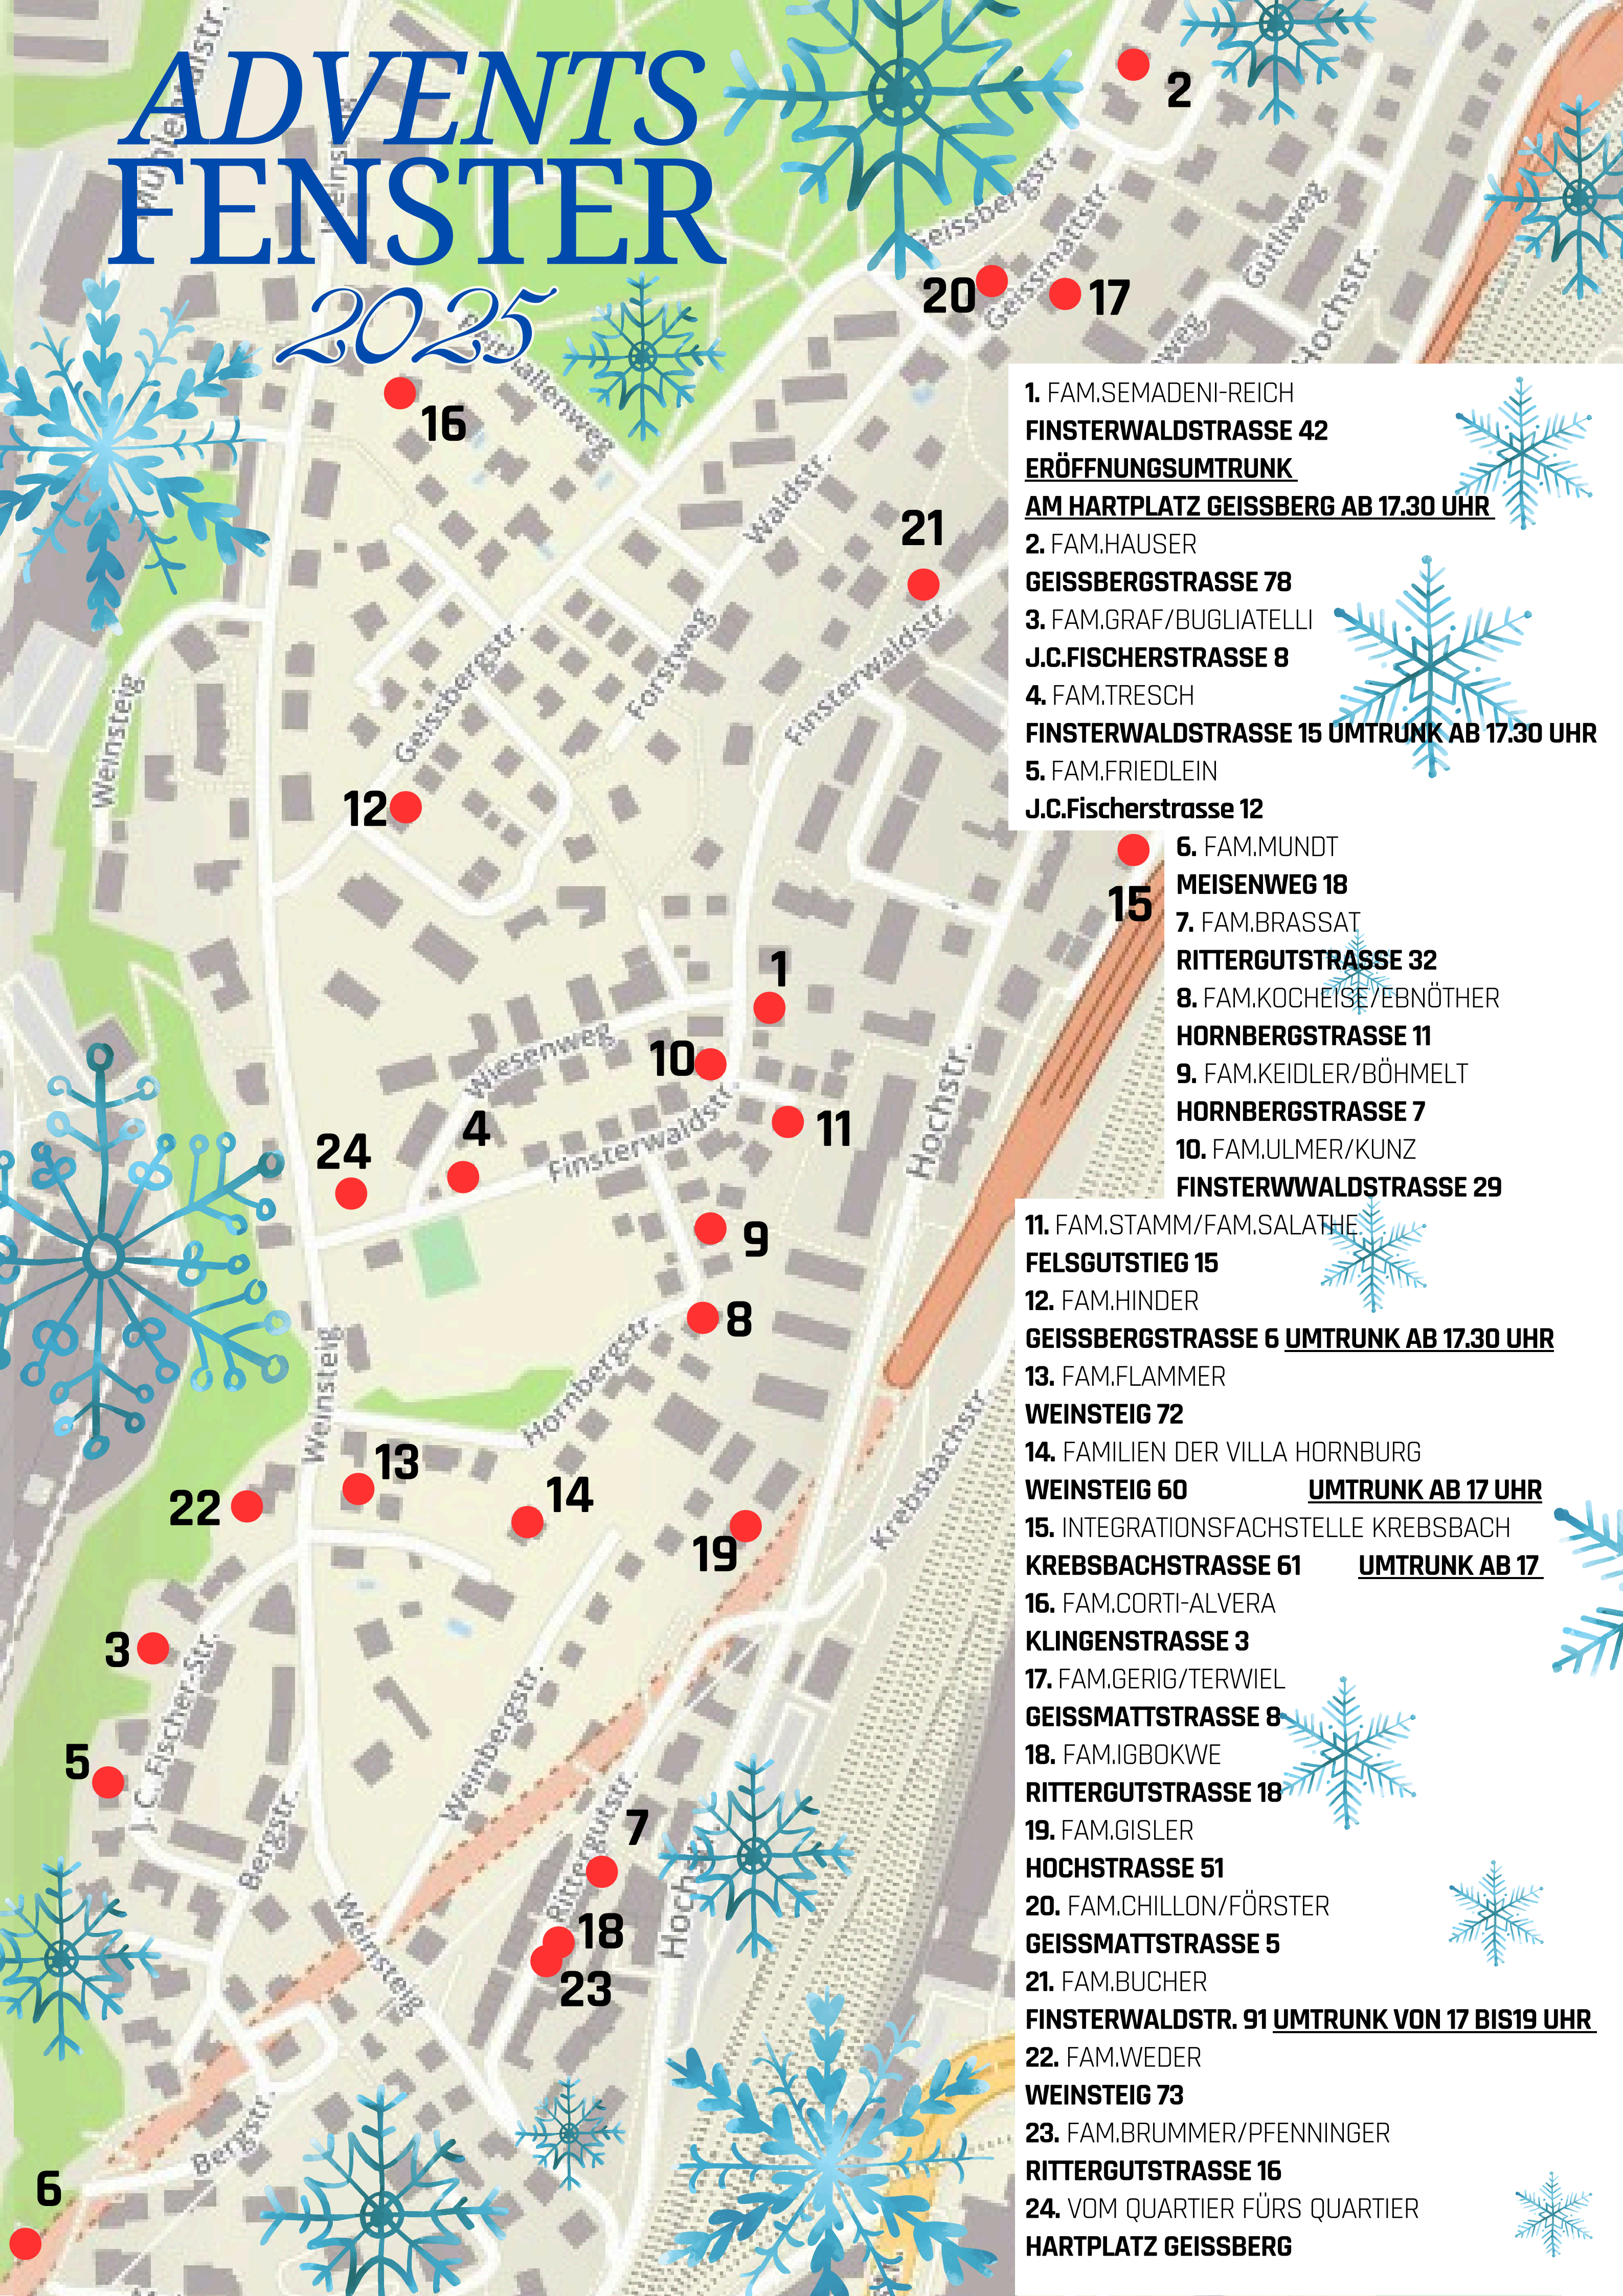 ADVENTS
FENSTER
2025
2
20
17
16
21
12
15
1
10
11
4
24
9
8
13
22
14
19
3
5
7
18
23
6
Geissmattstr.
Gütliweg
Hochstr.
Waldstr.
Geissbergstr.
Forstweg
Finsterwaldstr.
Weinsteig
Wiesenweg
Finsterwaldstr.
Hochstr.
Hornbergstr.
Weinsteig
Krebsbachstr.
J.C. Fischer-Str.
Weinbergstr.
Bergstr.
Rittergutstr.
Weinsteig
Bergstr.
1. FAM.SEMADENI-REICH
FINSTERWALDSTRASSE 42
ERÖFFNUNGSUMTRUNK
AM HARTPLATZ GEISSBERG AB 17.30 UHR
2. FAM.HAUSER
GEISSBERGSTRASSE 78
3. FAM.GRAF/BUGLIATELLI
J.C.FISCHERSTRASSE 8
4. FAM.TRESCH
FINSTERWALDSTRASSE 15 UMTRUNK AB 17.30 UHR
5. FAM.FRIEDLEIN
J.C.Fischerstrasse 12
6. FAM.MUNDT
MEISENWEG 18
7. FAM.BRASSAT
RITTERGUTSTRASSE 32
8. FAM.KOCHEISE/EBNÖTHER
HORNBERGSTRASSE 11
9. FAM.KEIDLER/BÖHMELT
HORNBERGSTRASSE 7
10. FAM.ULMER/KUNZ
FINSTERWWALDSTRASSE 29
11. FAM.STAMM/FAM.SALATHE
FELSGUTSTIEG 15
12. FAM.HINDER
GEISSBERGSTRASSE 6 UMTRUNK AB 17.30 UHR
13. FAM.FLAMMER
WEINSTEIG 72
14. FAMILIEN DER VILLA HORNBURG
WEINSTEIG 60 UMTRUNK AB 17 UHR
15. INTEGRATIONSFACHSTELLE KREBSBACH
KREBSBACHSTRASSE 61 UMTRUNK AB 17
16. FAM.CORTI-ALVERA
KLINGENSTRASSE 3
17. FAM.GERIG/TERWIEL
GEISSMATTSTRASSE 8
18. FAM.IGBOKWE
RITTERGUTSTRASSE 18
19. FAM.GISLER
HOCHSTRASSE 51
20. FAM.CHILLON/FÖRSTER
GEISSMATTSTRASSE 5
21. FAM.BUCHER
FINSTERWALDSTR. 91 UMTRUNK VON 17 BIS19 UHR
22. FAM.WEDER
WEINSTEIG 73
23. FAM.BRUMMER/PFENNINGER
RITTERGUTSTRASSE 16
24. VOM QUARTIER FÜRS QUARTIER
HARTPLATZ GEISSBERG